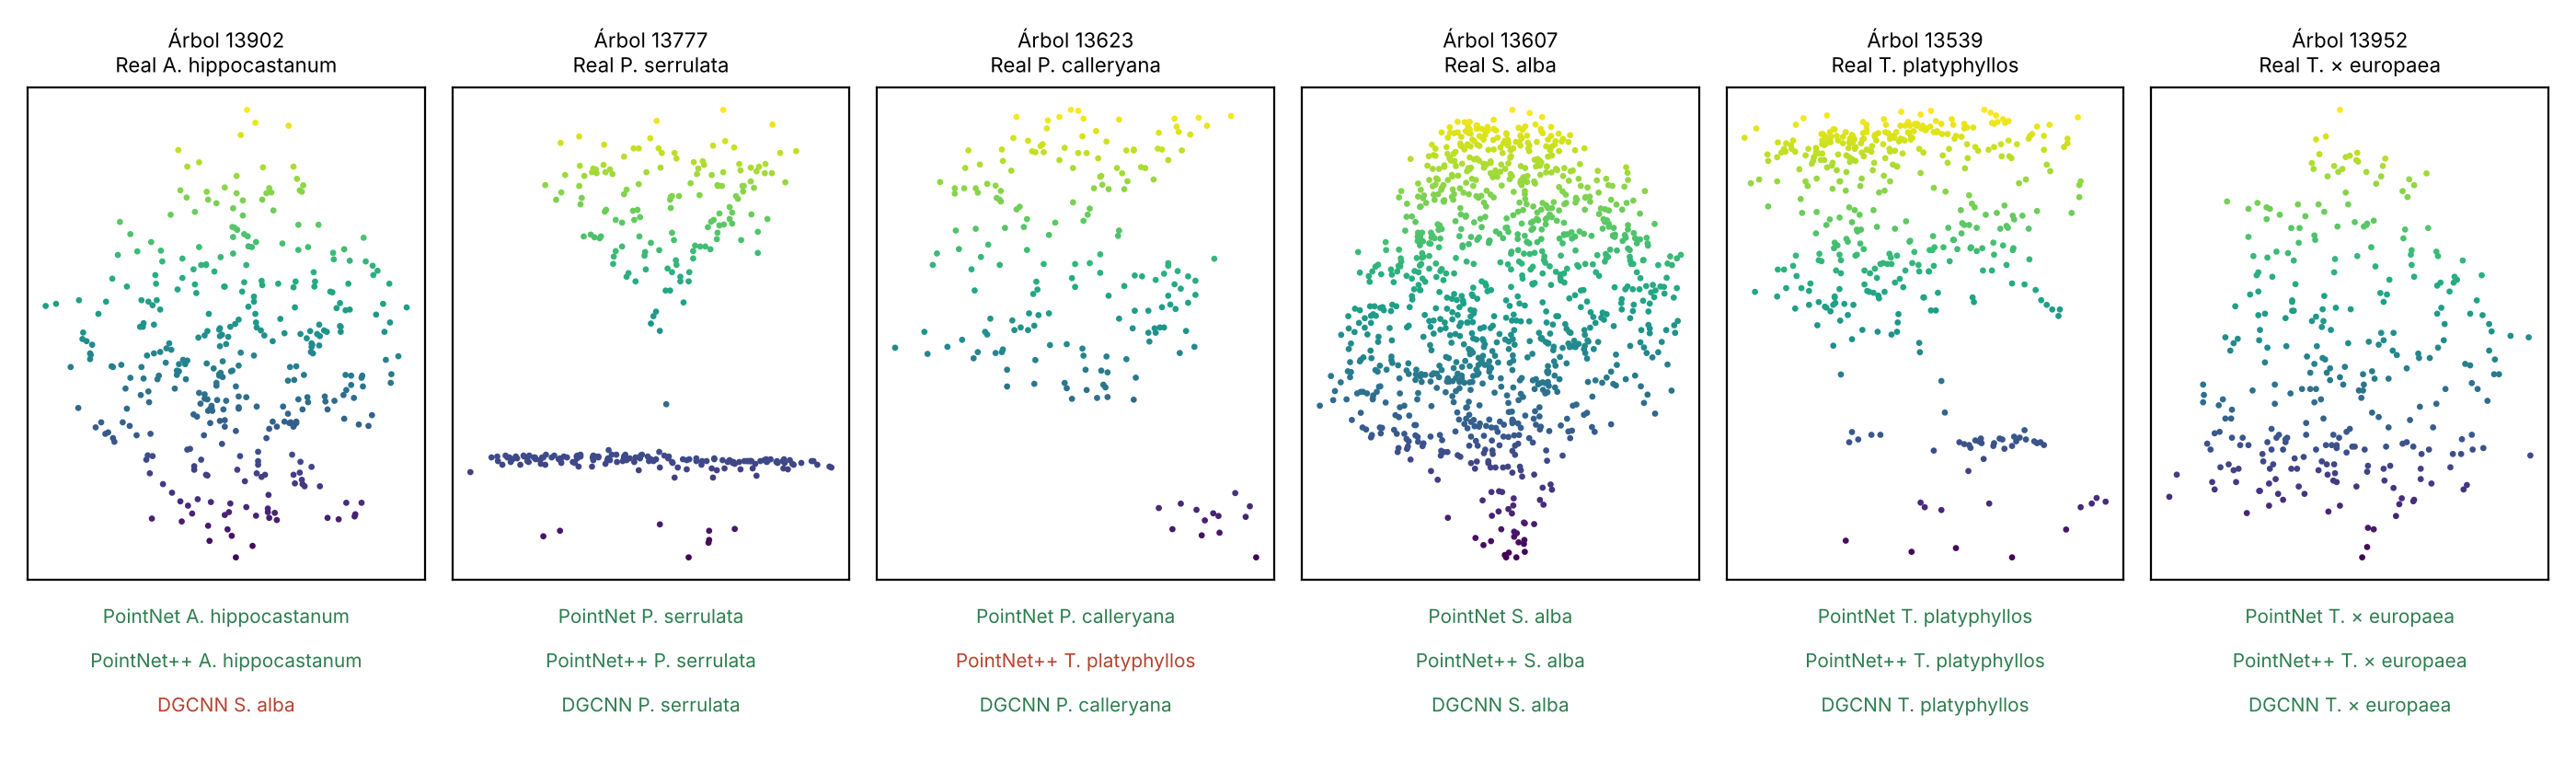 Árbol 13902
Real A. hippocastanum
Árbol 13777
Real P. serrulata
Árbol 13623
Real P. calleryana
Árbol 13607
Real S. alba
Árbol 13539
Real T. platyphyllos
Árbol 13952
Real T. × europaea
PointNet A. hippocastanum
PointNet++ A. hippocastanum
DGCNN S. alba
PointNet P. serrulata
PointNet++ P. serrulata
DGCNN P. serrulata
PointNet P. calleryana
PointNet++ T. platyphyllos
DGCNN P. calleryana
PointNet S. alba
PointNet++ S. alba
DGCNN S. alba
PointNet T. platyphyllos
PointNet++ T. platyphyllos
DGCNN T. platyphyllos
PointNet T. × europaea
PointNet++ T. × europaea
DGCNN T. × europaea